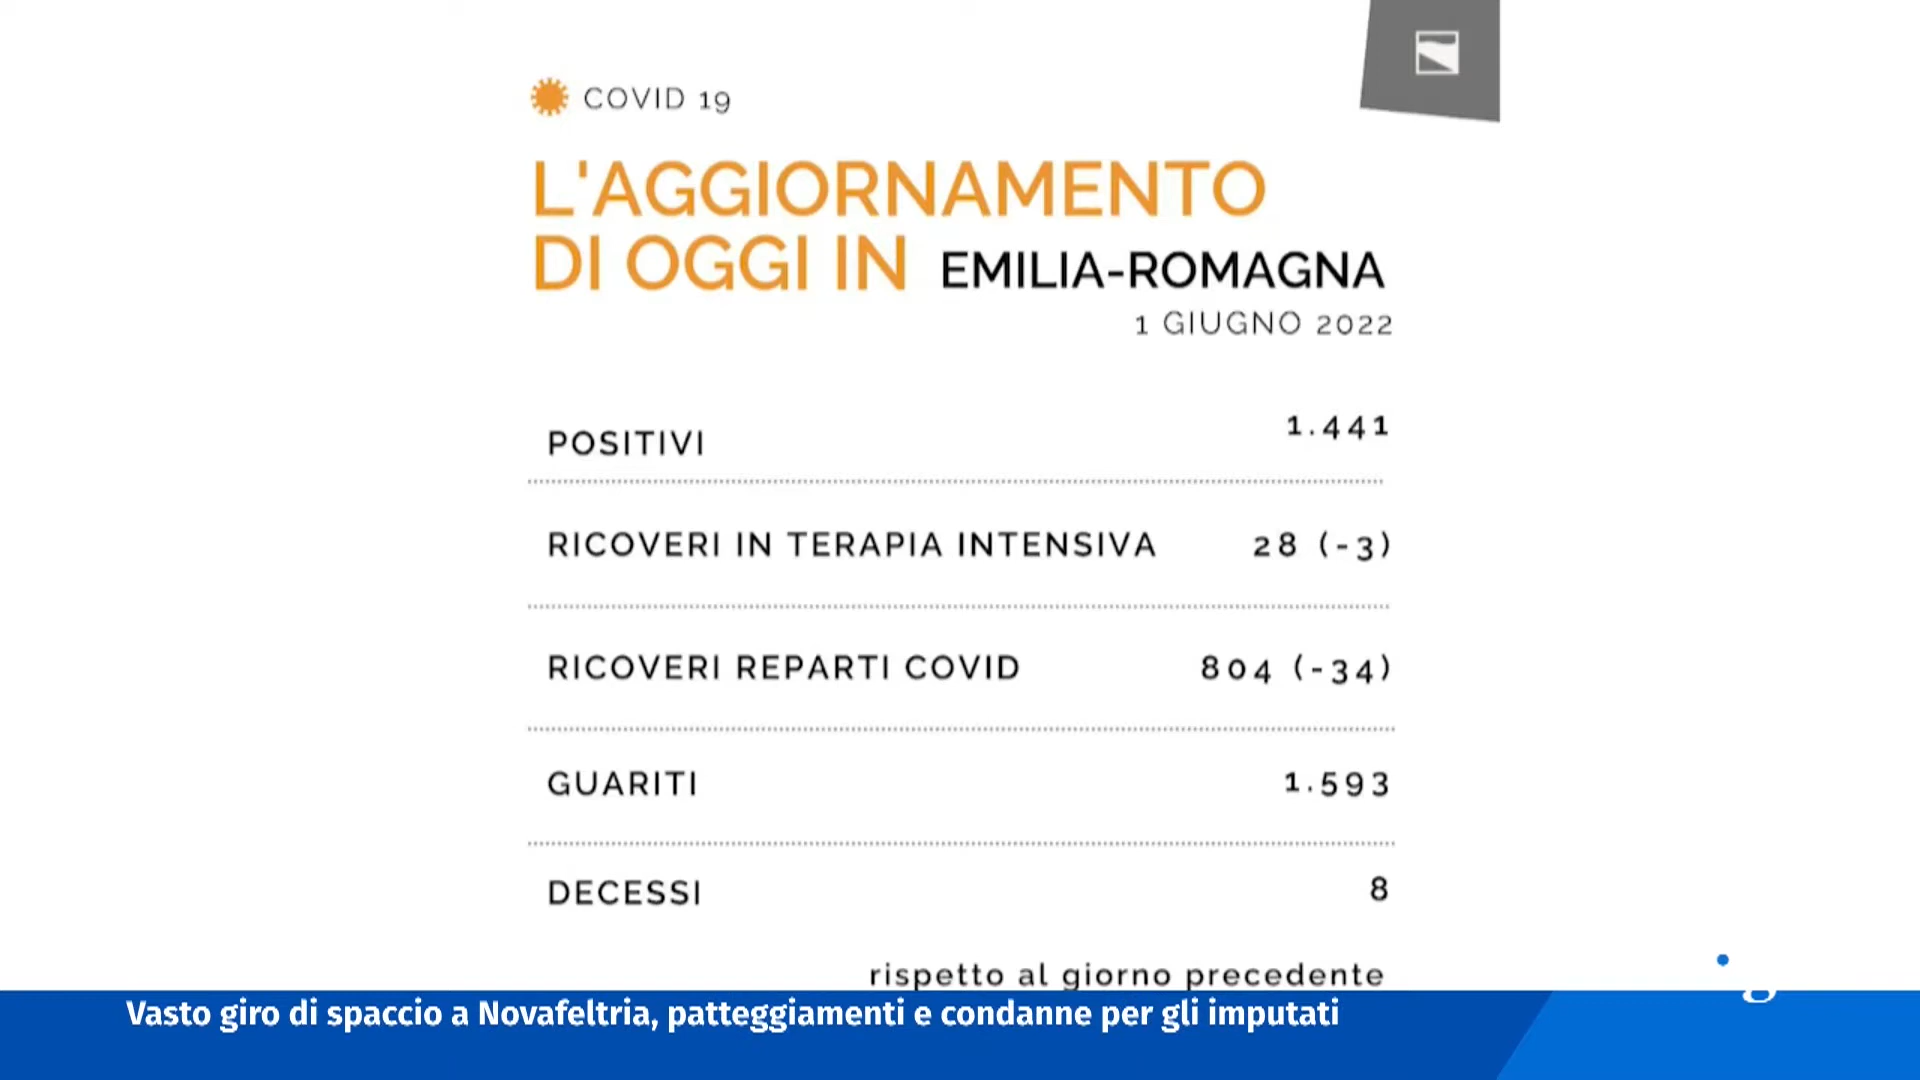 COVID 19
L'AGGIORNAMENTO
DI OGGI IN EMILIA-ROMAGNA
1 GIUGNO 2022
POSITIVI 1.441
RICOVERI IN TERAPIA INTENSIVA 28 (-3)
RICOVERI REPARTI COVID 804 (-34)
GUARITI 1.593
DECESSI 8
rispetto al giorno precedente
Vasto giro di spaccio a Novafeltria, patteggiamenti e condanne per gli imputati